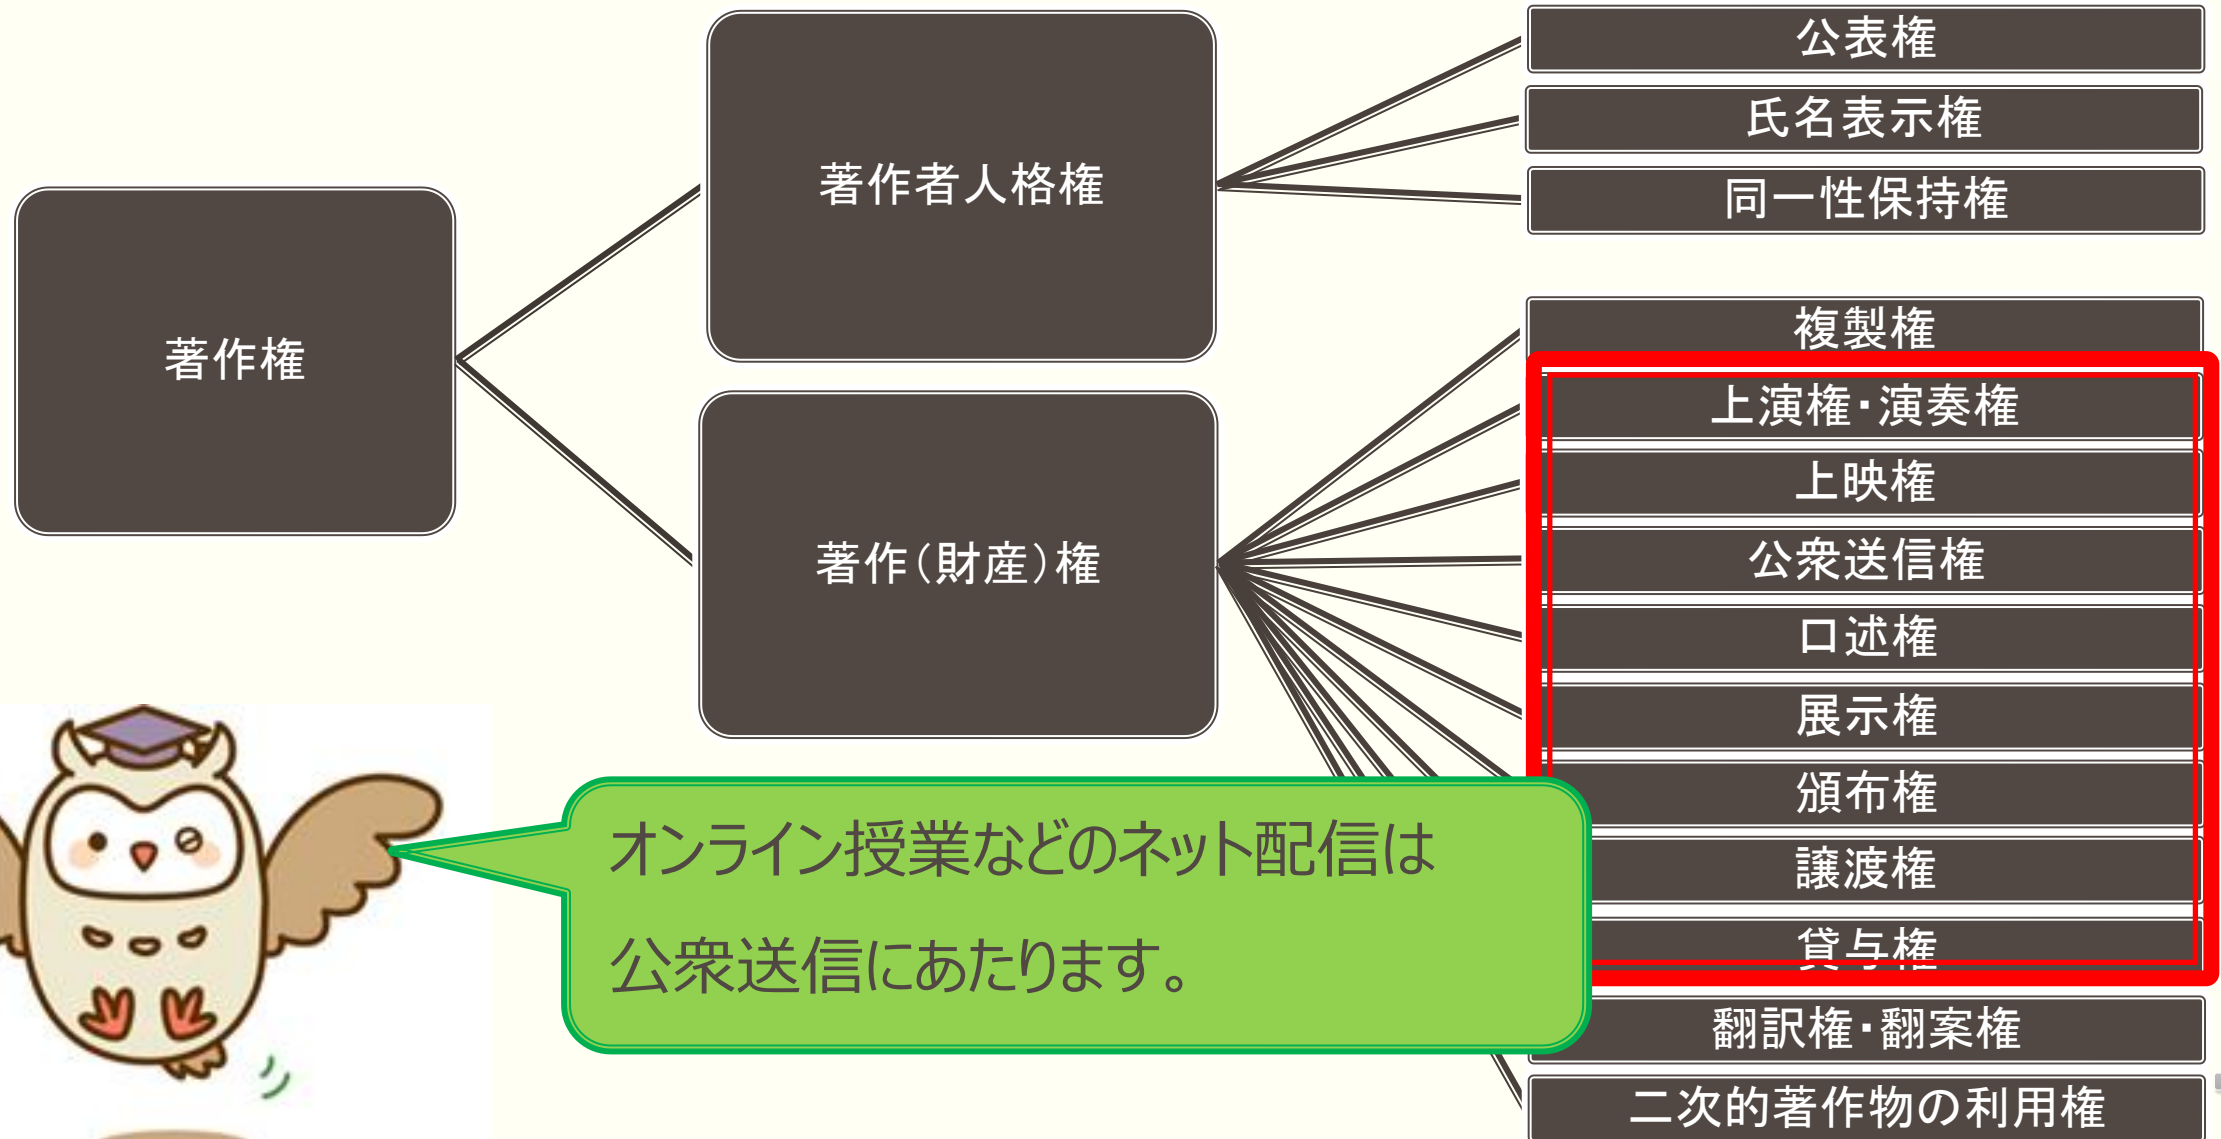 著作権
著作者人格権
公表権
氏名表示権
同一性保持権
著作(財産)権
複製権
上演権・演奏権
上映権
公衆送信権
口述権
展示権
頒布権
譲渡権
貸与権
翻訳権・翻案権
二次的著作物の利用権
オンライン授業などのネット配信は
公衆送信にあたります。